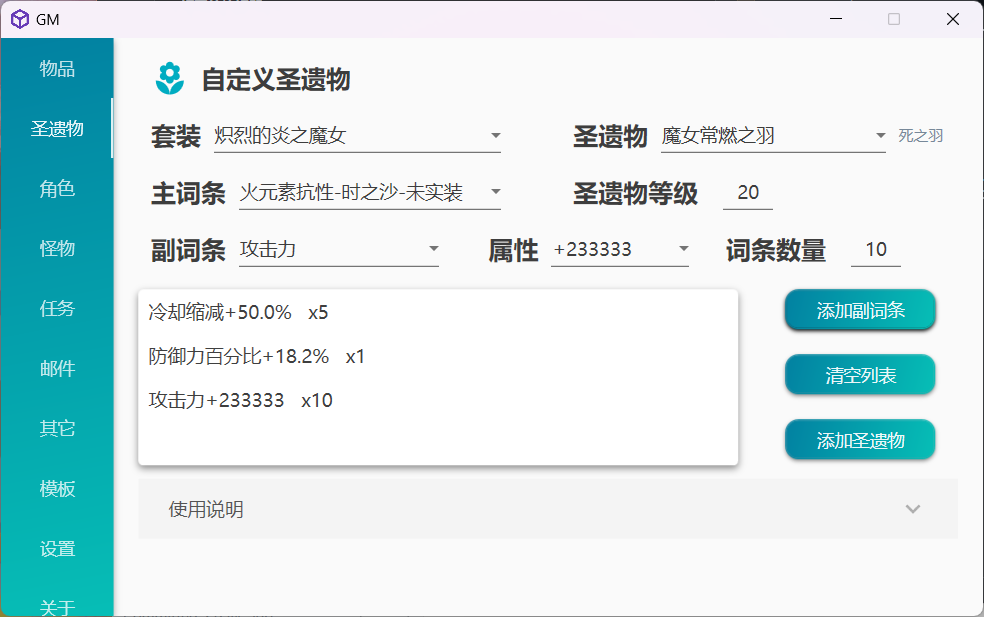 GM
物品
圣遗物
角色
怪物
任务
邮件
其它
模板
设置
关于
自定义圣遗物
套装 炽烈的炎之魔女 圣遗物 魔女常燃之羽 死之羽
主词条 火元素抗性-时之沙-未实装 圣遗物等级 20
副词条 攻击力 属性 +233333 词条数量 10
冷却缩减+50.0% x5
防御力百分比+18.2% x1
攻击力+233333 x10
添加副词条
清空列表
添加圣遗物
使用说明